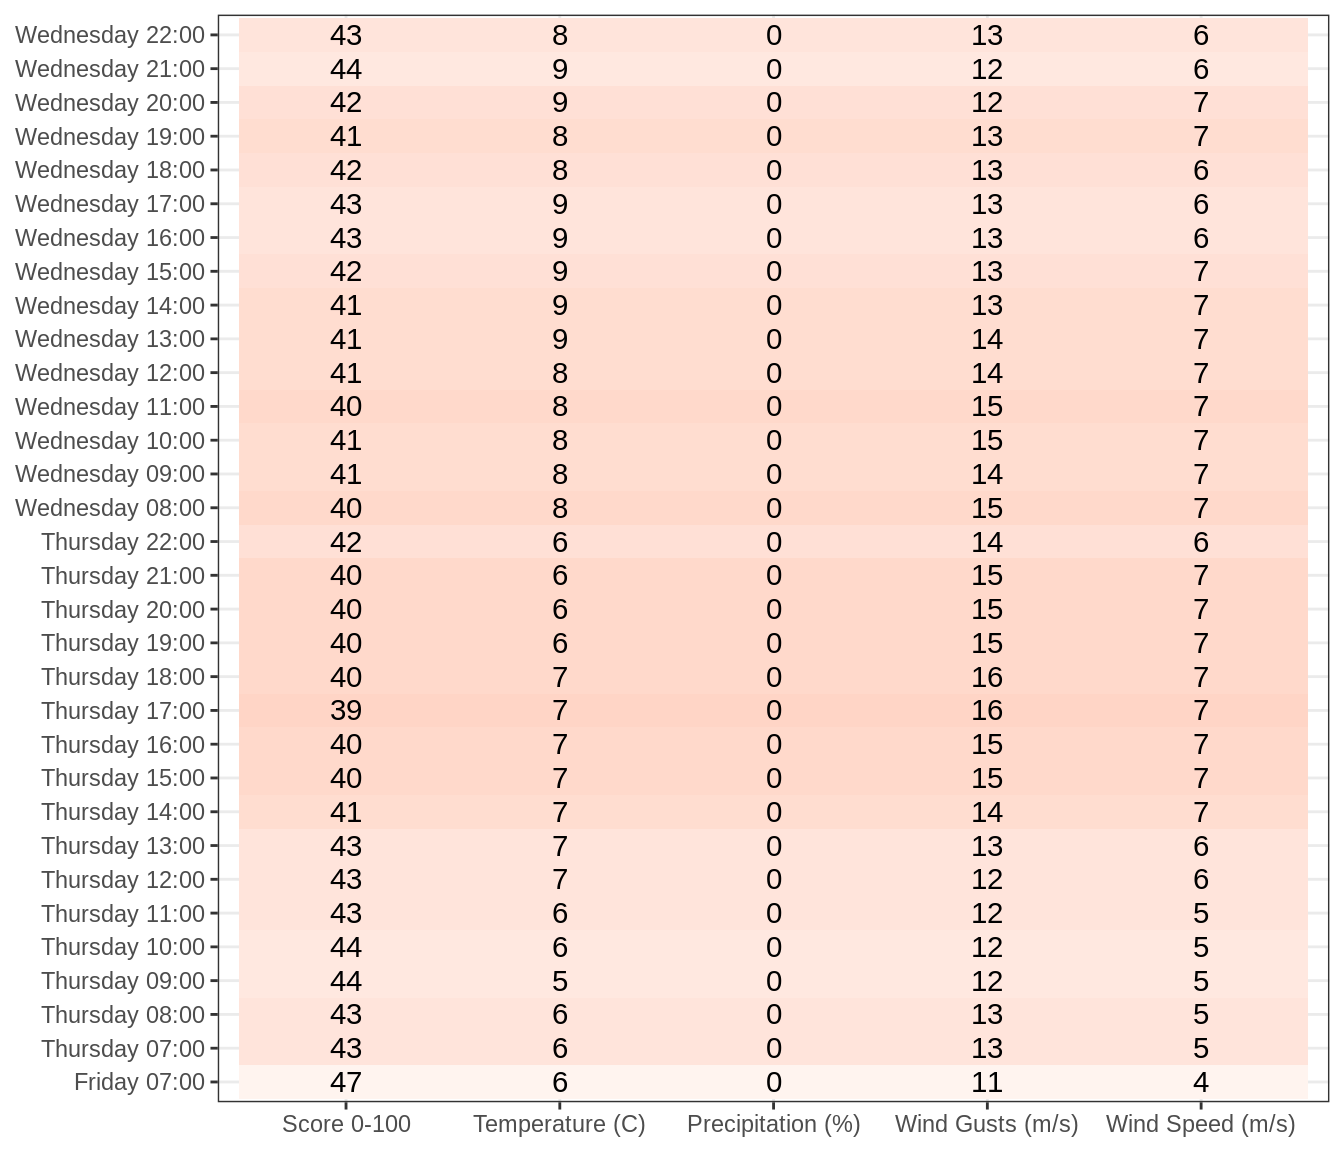 Wednesday 22:00 43 8 0 13 6
Wednesday 21:00 44 9 0 12 6
Wednesday 20:00 42 9 0 12 7
Wednesday 19:00 41 8 0 13 7
Wednesday 18:00 42 8 0 13 6
Wednesday 17:00 43 9 0 13 6
Wednesday 16:00 43 9 0 13 6
Wednesday 15:00 42 9 0 13 7
Wednesday 14:00 41 9 0 13 7
Wednesday 13:00 41 9 0 14 7
Wednesday 12:00 41 8 0 14 7
Wednesday 11:00 40 8 0 15 7
Wednesday 10:00 41 8 0 15 7
Wednesday 09:00 41 8 0 14 7
Wednesday 08:00 40 8 0 15 7
Thursday 22:00 42 6 0 14 6
Thursday 21:00 40 6 0 15 7
Thursday 20:00 40 6 0 15 7
Thursday 19:00 40 6 0 15 7
Thursday 18:00 40 7 0 16 7
Thursday 17:00 39 7 0 16 7
Thursday 16:00 40 7 0 15 7
Thursday 15:00 40 7 0 15 7
Thursday 14:00 41 7 0 14 7
Thursday 13:00 43 7 0 13 6
Thursday 12:00 43 7 0 12 6
Thursday 11:00 43 6 0 12 5
Thursday 10:00 44 6 0 12 5
Thursday 09:00 44 5 0 12 5
Thursday 08:00 43 6 0 13 5
Thursday 07:00 43 6 0 13 5
Friday 07:00 47 6 0 11 4
Score 0-100 Temperature (C) Precipitation (%) Wind Gusts (m/s) Wind Speed (m/s)